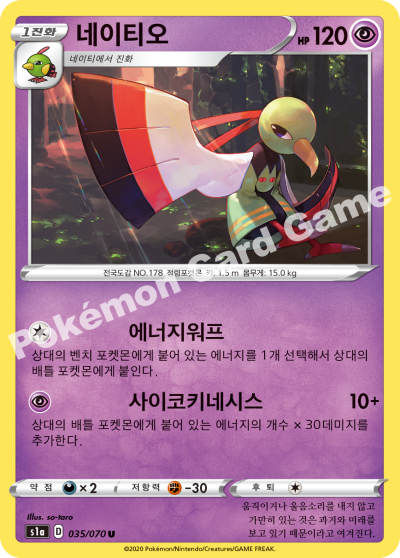 1진화 네이티오 HP 120
네이티에서 진화
전국도감 NO.178 정령포켓몬 키: 1.5 m 몸무게: 15.0 kg
Pokémon Card Game
에너지워프
상대의 벤치 포켓몬에게 붙어 있는 에너지를 1개 선택해서 상대의
배틀 포켓몬에게 붙인다.
사이코키네시스 10+
상대의 배틀 포켓몬에게 붙어 있는 에너지의 개수 × 30데미지를
추가한다.
약점 ×2 저항력 -30 후퇴
Illus. so-taro
s1a D 035/070 U
움직이거나 울음소리를 내지 않고
가만히 있는 것은 과거와 미래를
보고 있기 때문이라고 여겨진다.
©2020 Pokémon/Nintendo/Creatures/GAME FREAK.